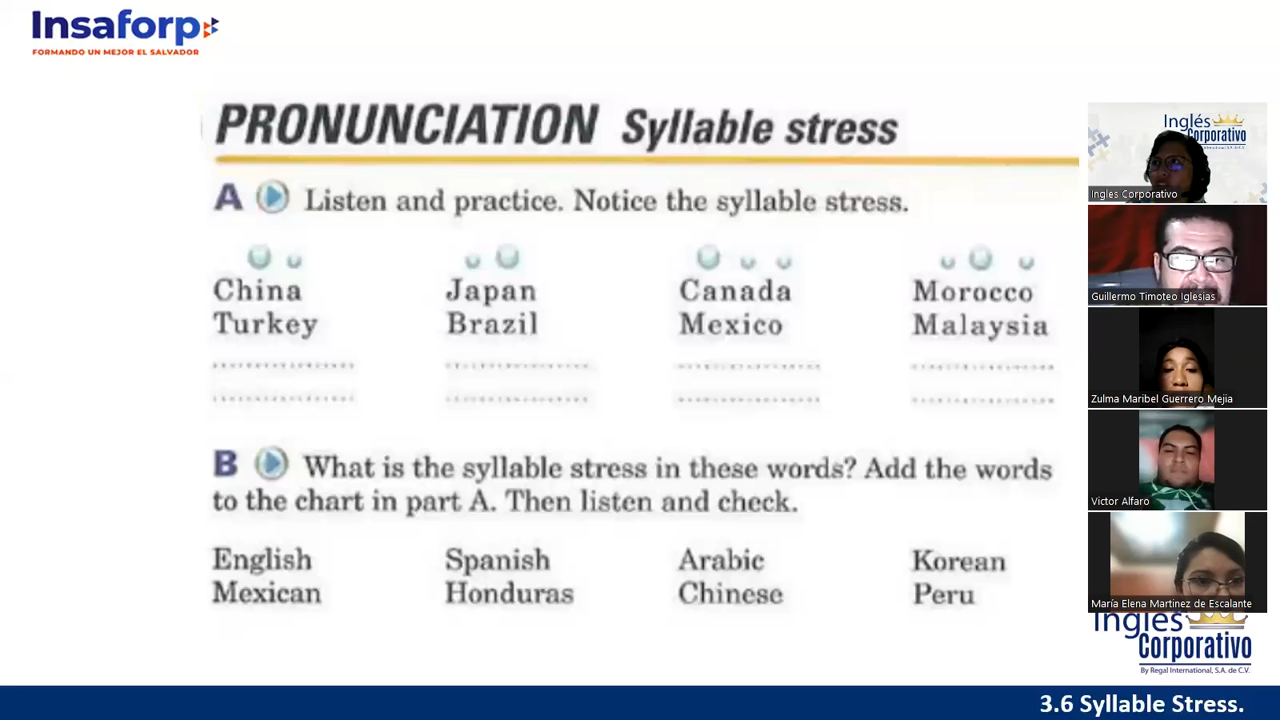 Insaforp
FORMANDO UN MEJOR EL SALVADOR
PRONUNCIATION Syllable stress
A Listen and practice. Notice the syllable stress.
China Japan Canada Morocco
Turkey Brazil Mexico Malaysia
B What is the syllable stress in these words? Add the words
to the chart in part A. Then listen and check.
English Spanish Arabic Korean
Mexican Honduras Chinese Peru
Inglés
Corporativo
Ingles Corporativo
Guillermo Timoteo Iglesias
Zulma Maribel Guerrero Mejia
Victor Alfaro
María Elena Martinez de Escalante
Inglés
Corporativo
By Regal International, S.A. de C.V.
3.6 Syllable Stress.